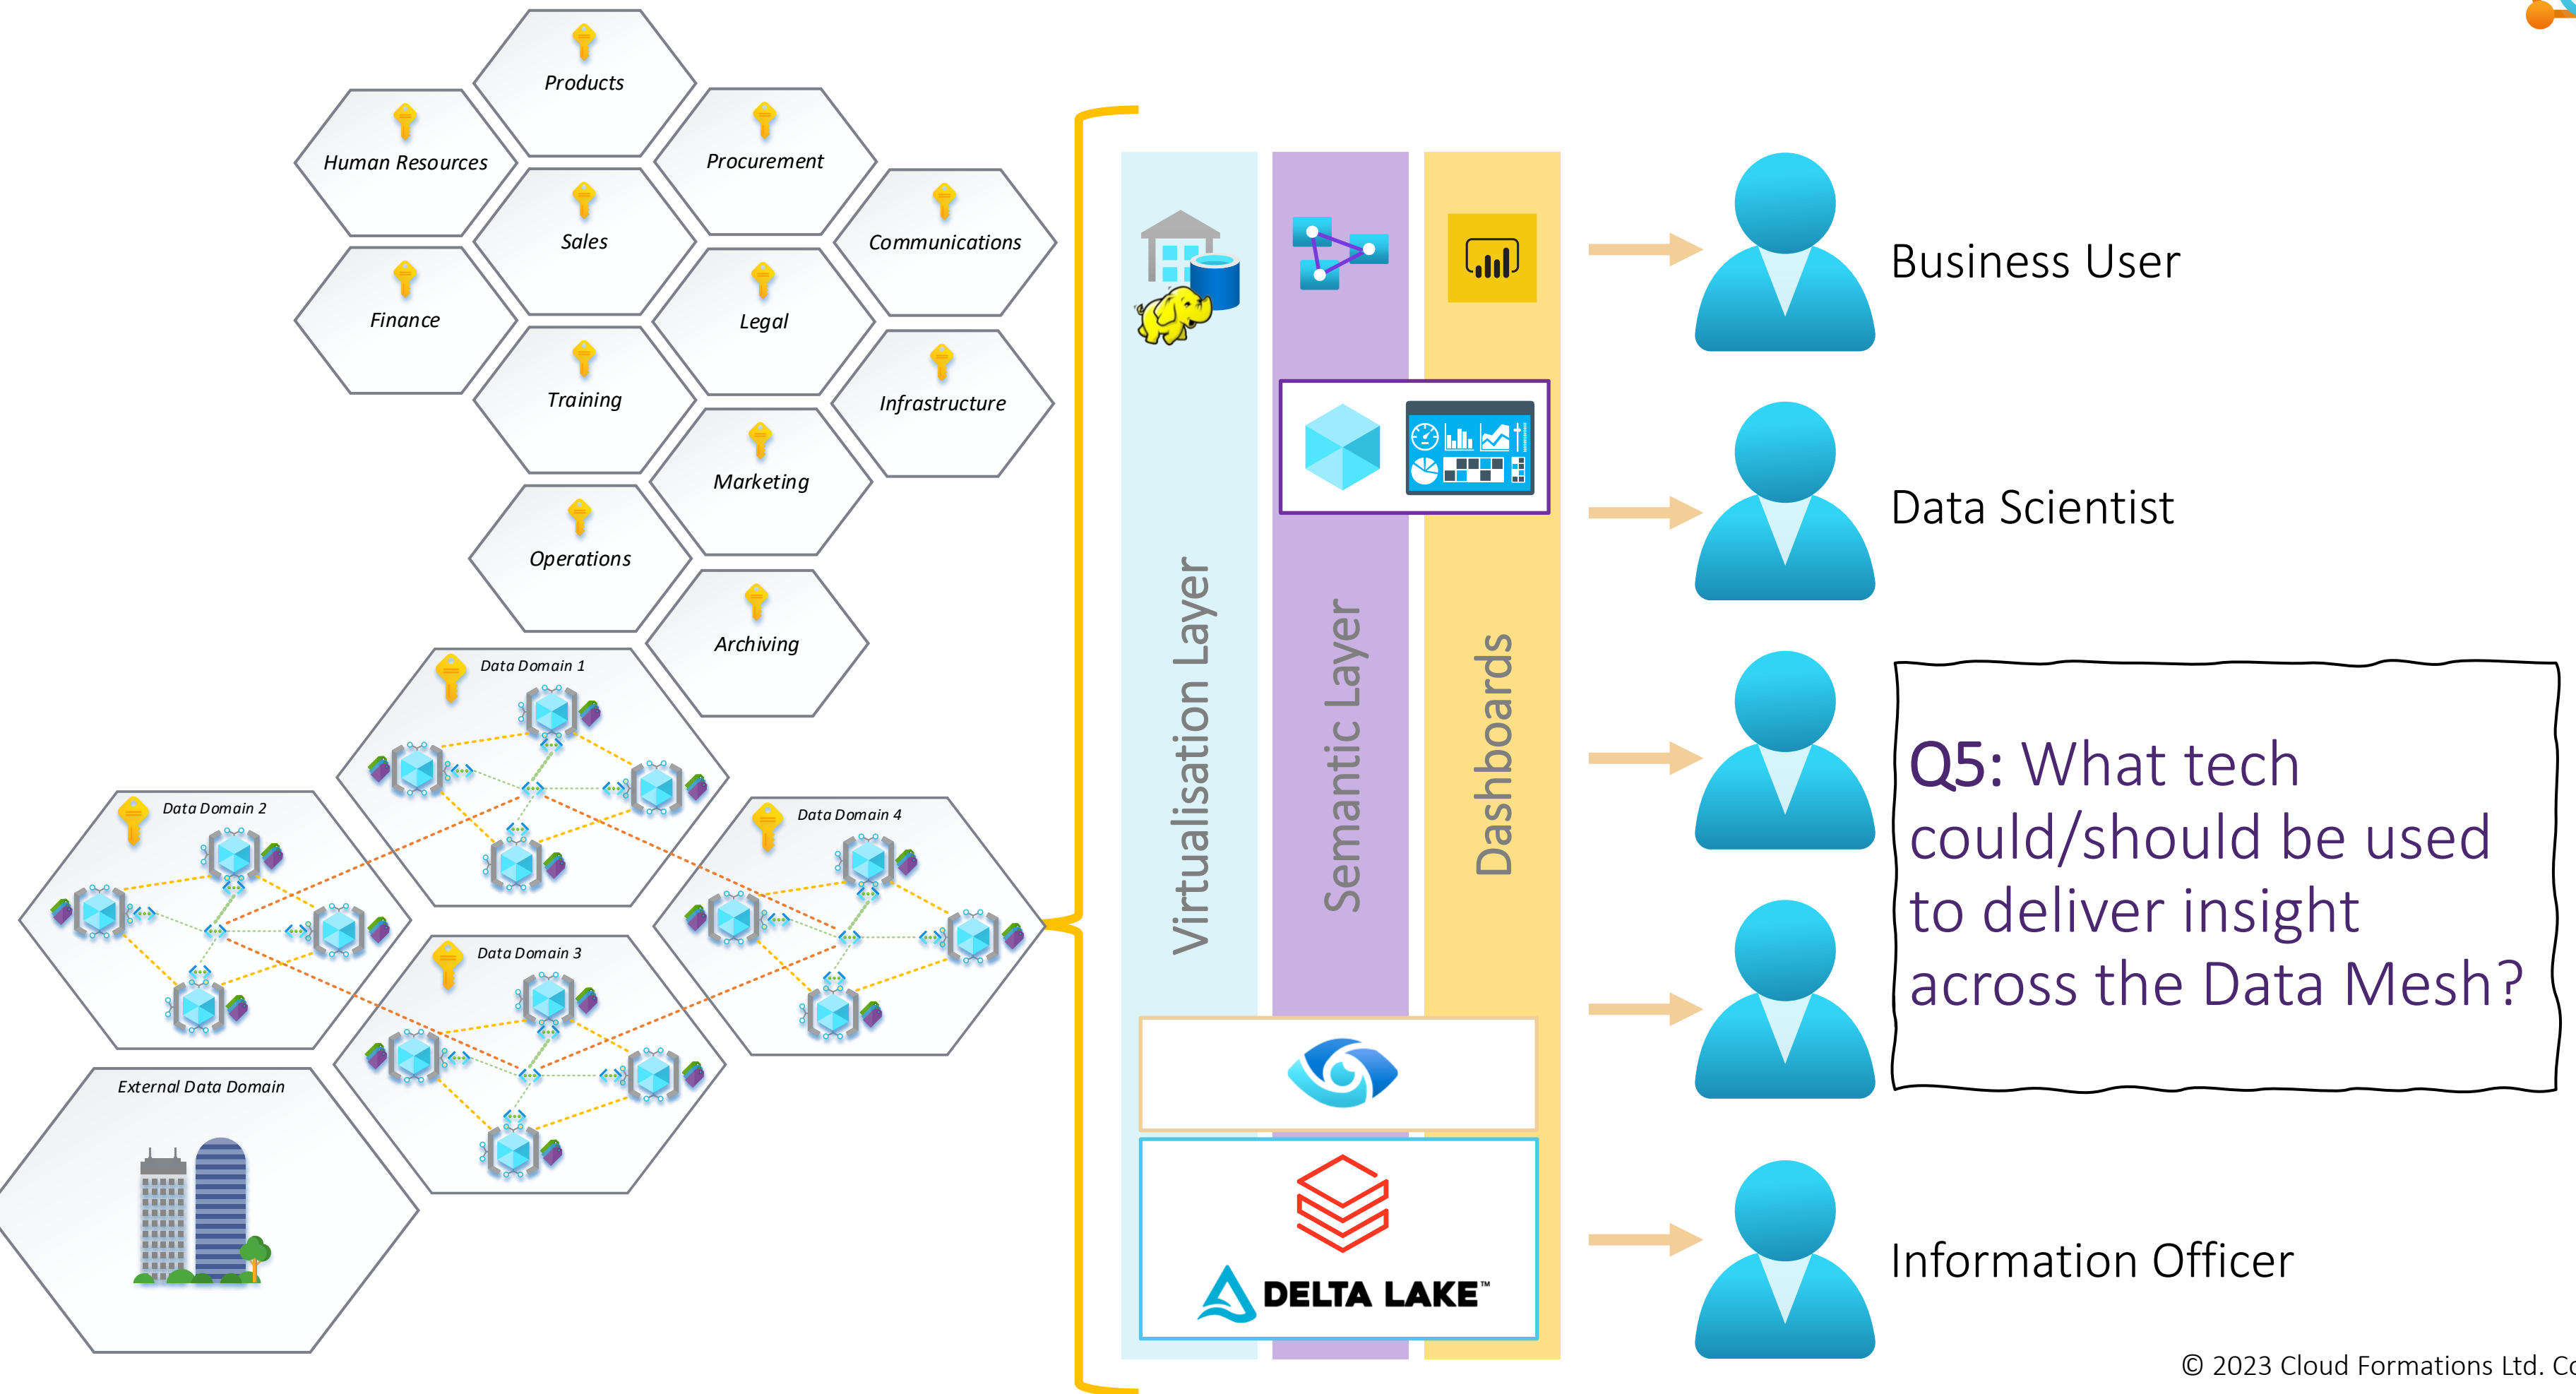 Products
Human Resources
Procurement
Sales
Communications
Finance
Legal
Training
Infrastructure
Marketing
Operations
Archiving
Data Domain 1
Data Domain 2
Data Domain 4
Data Domain 3
External Data Domain
Virtualisation Layer
Semantic Layer
Dashboards
DELTA LAKE™
Business User
Data Scientist
Q5: What tech
could/should be used
to deliver insight
across the Data Mesh?
Information Officer
© 2023 Cloud Formations Ltd. Co